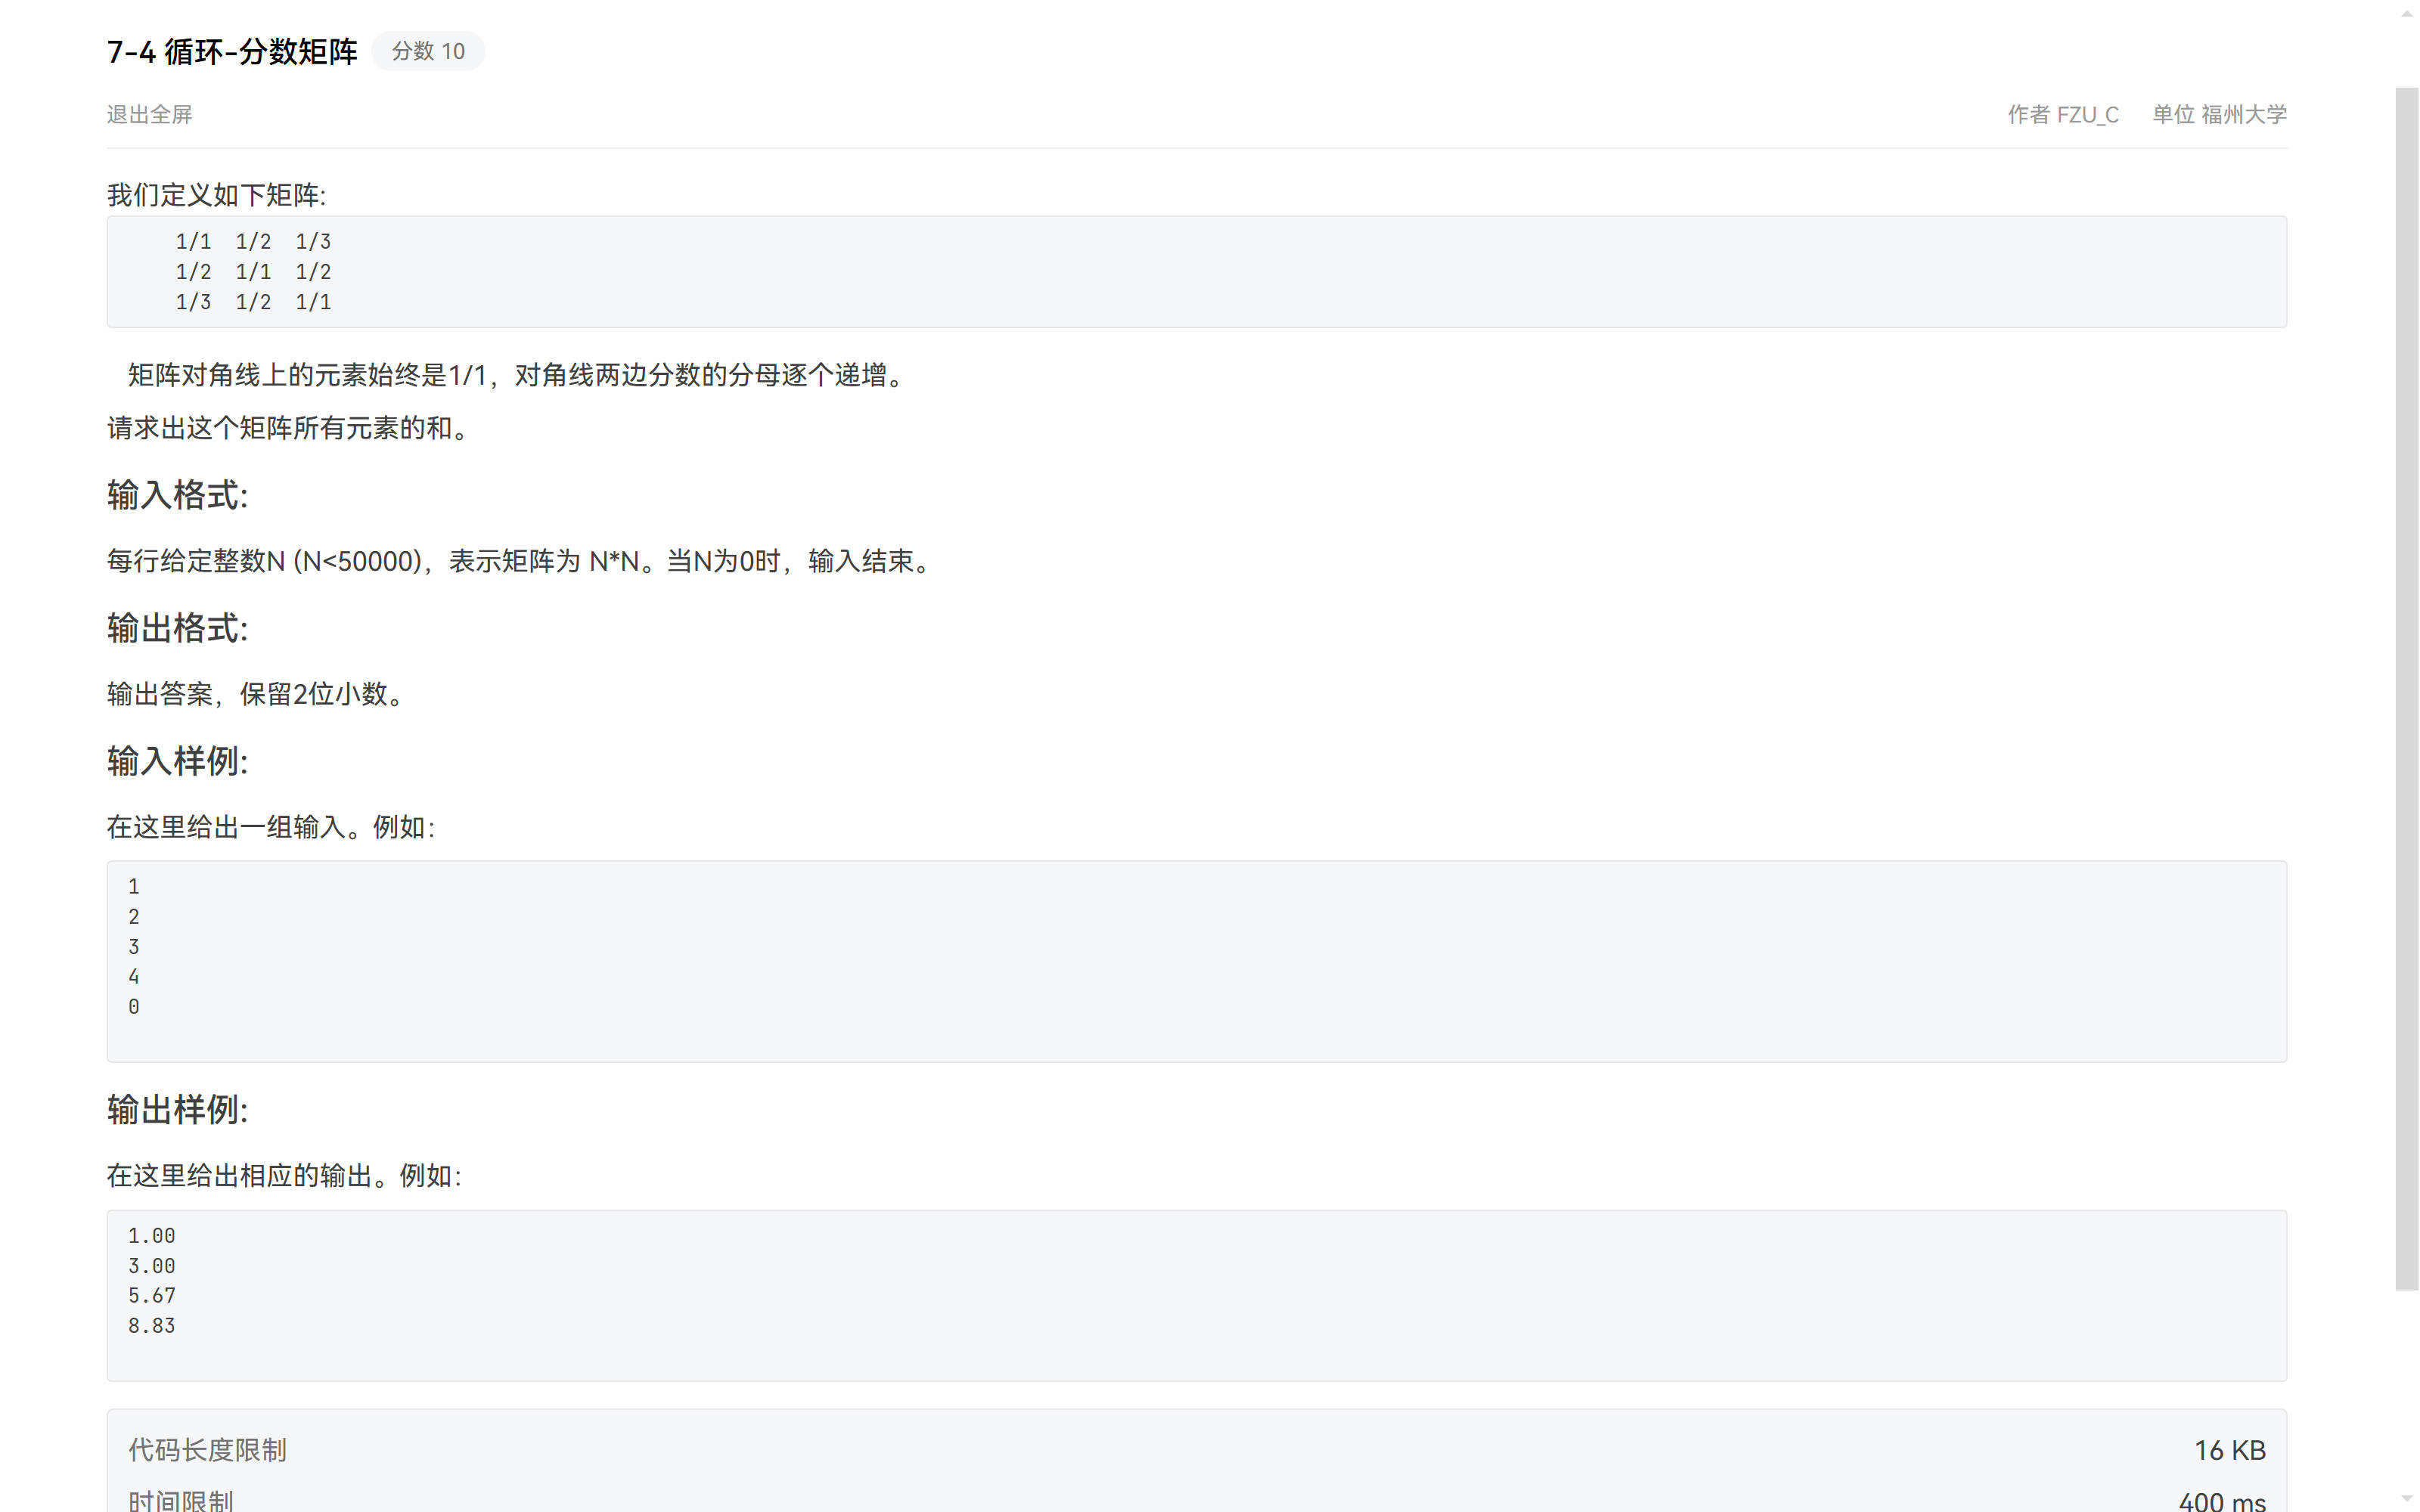 7-4 循环-分数矩阵 分数 10
退出全屏 作者 FZU_C 单位 福州大学
我们定义如下矩阵:
1/1 1/2 1/3
1/2 1/1 1/2
1/3 1/2 1/1
矩阵对角线上的元素始终是1/1，对角线两边分数的分母逐个递增。
请求出这个矩阵所有元素的和。
输入格式:
每行给定整数N (N<50000)，表示矩阵为 N*N。当N为0时，输入结束。
输出格式:
输出答案，保留2位小数。
输入样例:
在这里给出一组输入。例如：
1
2
3
4
0
输出样例:
在这里给出相应的输出。例如：
1.00
3.00
5.67
8.83
代码长度限制 16 KB
时间限制 400 ms